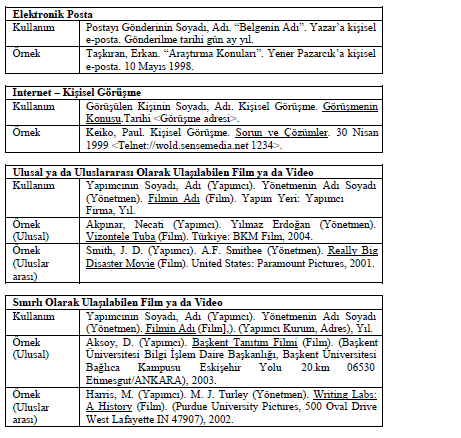 Elektronik Posta
Kullanım Postayı Gönderinin Soyadı, Adı. “Belgenin Adı”. Yazar’a kişisel
e-posta. Gönderilme tarihi gün ay yıl.
Örnek Taşkıran, Erkan. “Araştırma Konuları”. Yener Pazarcık’a kişisel
e-posta. 10 Mayıs 1998.
Internet – Kişisel Görüşme
Kullanım Görüşülen Kişinin Soyadı, Adı. Kişisel Görüşme. Görüşmenin
Konusu.Tarihi <Görüşme adresi>.
Örnek Keiko, Paul. Kişisel Görüşme. Sorun ve Çözümler. 30 Nisan
1999 <Telnet://wold.sensemedia.net 1234>.
Ulusal ya da Uluslararası Olarak Ulaşılabilen Film ya da Video
Kullanım Yapımcının Soyadı, Adı (Yapımcı). Yönetmenin Adı Soyadı
(Yönetmen). Filmin Adı (Film). Yapım Yeri: Yapımcı
Firma, Yıl.
Örnek Akpınar, Necati (Yapımcı). Yılmaz Erdoğan (Yönetmen).
(Ulusal) Vizontele Tuba (Film). Türkiye: BKM Film, 2004.
Örnek Smith, J. D. (Yapımcı). A.F. Smithee (Yönetmen). Really Big
(Uluslar Disaster Movie (Film). United States: Paramount Pictures, 2001.
arası)
Sınırlı Olarak Ulaşılabilen Film ya da Video
Kullanım Yapımcının Soyadı, Adı (Yapımcı). Yönetmenin Adı Soyadı
(Yönetmen). Filmin Adı (Film],). (Yapımcı Kurum, Adres), Yıl.
Örnek Aksoy, D. (Yapımcı). Başkent Tanıtım Filmi (Film). (Başkent
(Ulusal) Üniversitesi Bilgi İşlem Daire Başkanlığı, Başkent Üniversitesi
Bağlıca Kampusu Eskişehir Yolu 20.km 06530
Etimesgut/ANKARA), 2003.
Örnek Harris, M. (Yapımcı). M. J. Turley (Yönetmen). Writing Labs:
(Uluslar A History (Film). (Purdue University Pictures, 500 Oval Drive
arası) West Lafayette IN 47907), 2002.